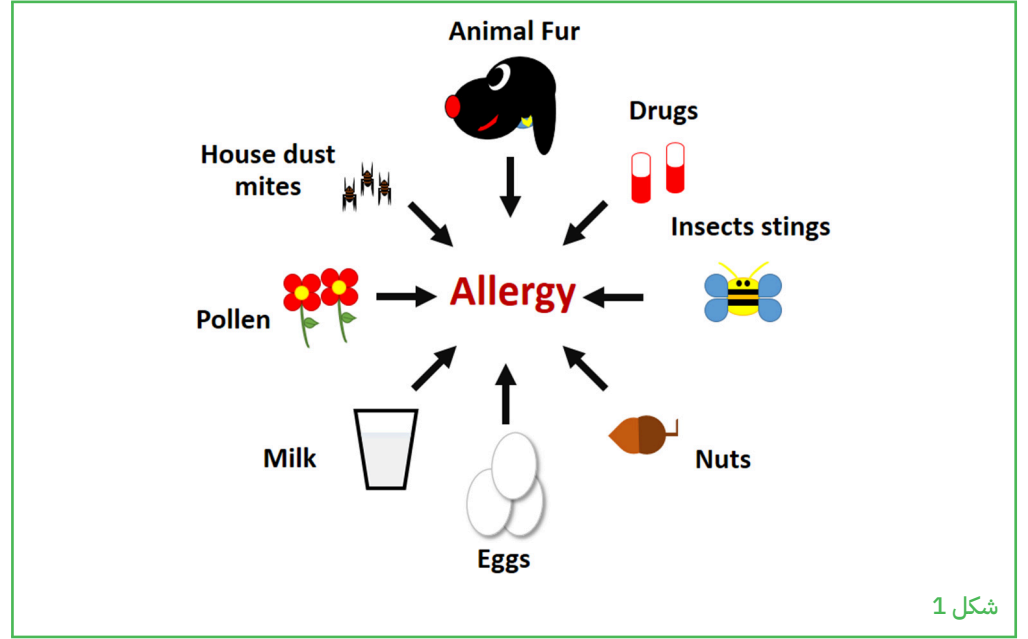 Animal Fur
Drugs
House dust
mites
Insects stings
Allergy
Pollen
Milk
Nuts
Eggs
شكل 1